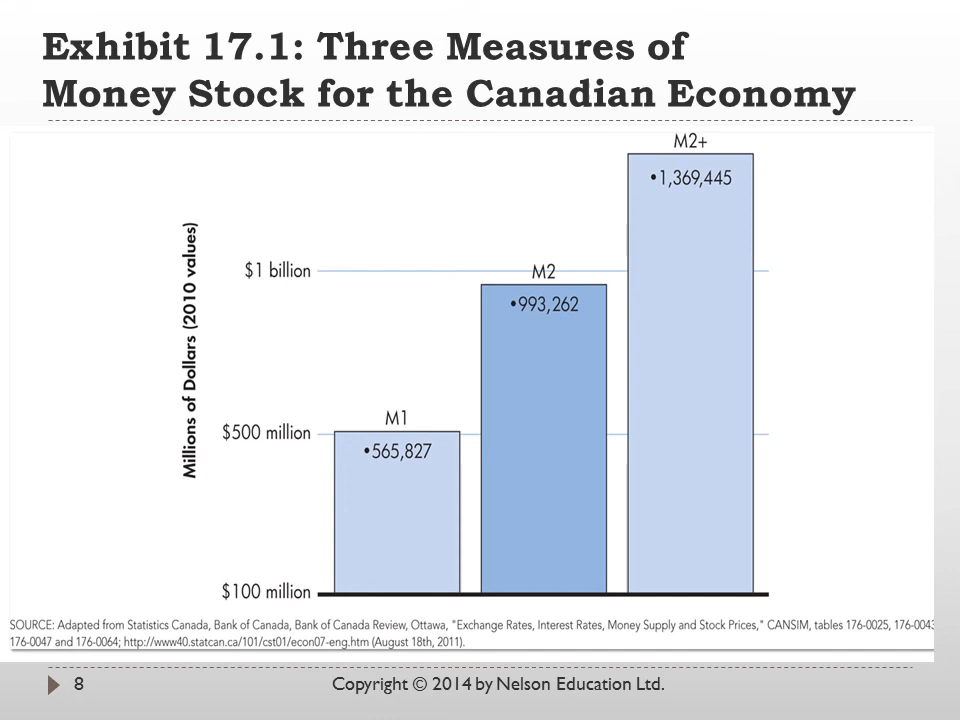 Exhibit 17.1: Three Measures of
Money Stock for the Canadian Economy
M2+
•1,369,445
Millions of Dollars (2010 values)
$1 billion
M2
•993,262
M1
$500 million
•565,827
$100 million
SOURCE: Adapted from Statistics Canada, Bank of Canada, Bank of Canada Review, Ottawa, "Exchange Rates, Interest Rates, Money Supply and Stock Prices," CANSIM, tables 176-0025, 176-0043
176-0047 and 176-0064; http://www40.statcan.ca/101/cst01/econ07-eng.htm (August 18th, 2011).
8
Copyright © 2014 by Nelson Education Ltd.